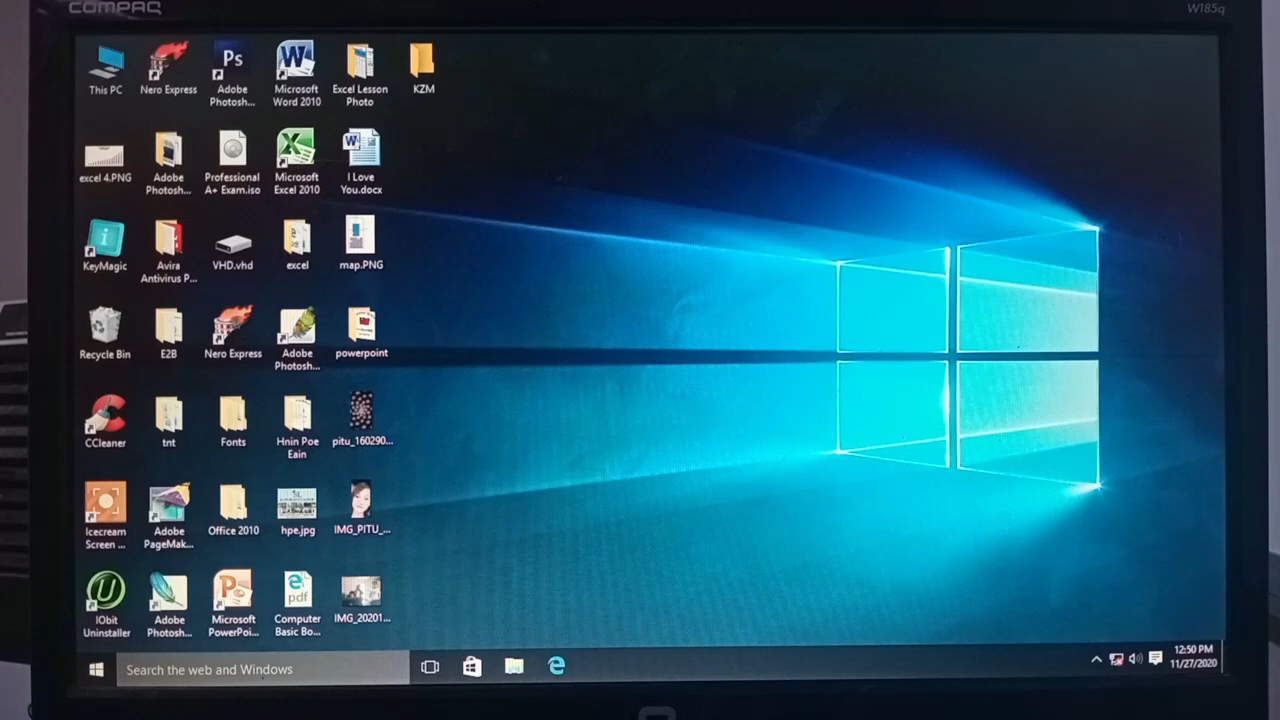 COMPAQ
W185q
This PC
Nero Express
Ps
Adobe
Photosh...
W
Microsoft
Word 2010
Excel Lesson
Photo
KZM
excel 4.PNG
Adobe
Photosh...
Professional
A+ Exam.iso
X
Microsoft
Excel 2010
W
I Love
You.docx
KeyMagic
Avira
Antivirus P...
VHD.vhd
excel
map.PNG
Recycle Bin
E2B
Nero Express
Adobe
Photosh...
powerpoint
CCleaner
tnt
Fonts
Hnin Poe
Eain
pitu_160290...
Icecream
Screen ...
Adobe
PageMak...
Office 2010
hpe.jpg
IMG_PITU_...
IObit
Uninstaller
Adobe
Photosh...
P
Microsoft
PowerPoi...
pdf
Computer
Basic Bo...
IMG_20201...
Search the web and Windows
12:50 PM
11/27/2020